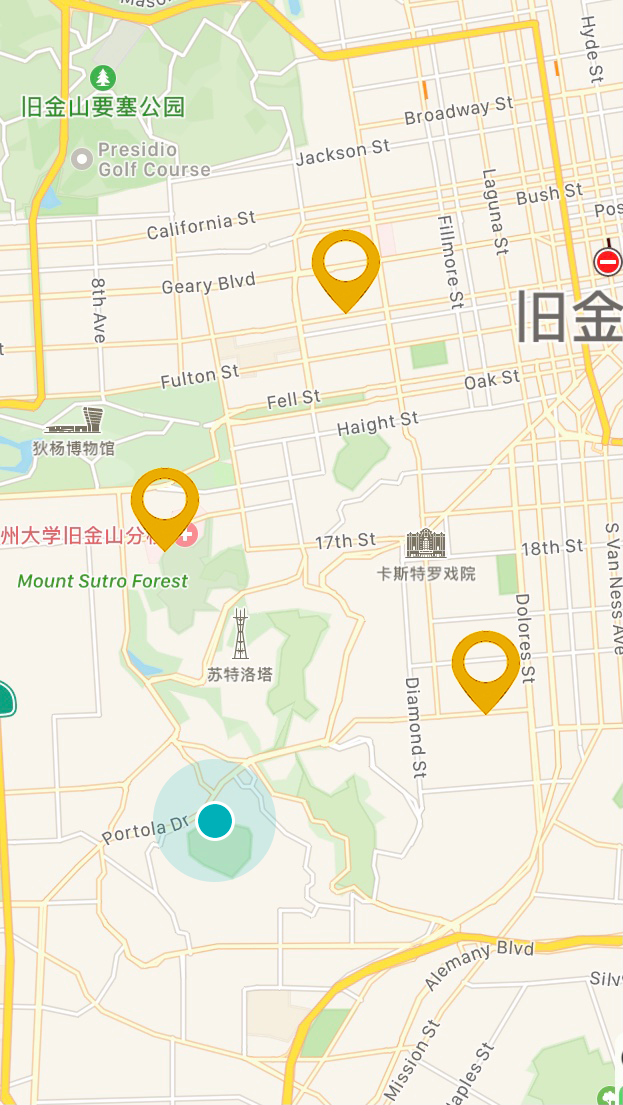 Hyde St
旧金山要塞公园
Broadway St
Presidio
Golf Course
Jackson St
Laguna St
Bush St
California St
Fillmore St
Geary Blvd
8th Ave
旧金
Fulton St
Oak St
Fell St
Haight St
狄杨博物馆
州大学旧金山分
17th St
18th St
S Van Ness Ave
Mount Sutro Forest
卡斯特罗戏院
Dolores St
苏特洛塔
Diamond St
Portola Dr
Alemany Blvd
Mission St